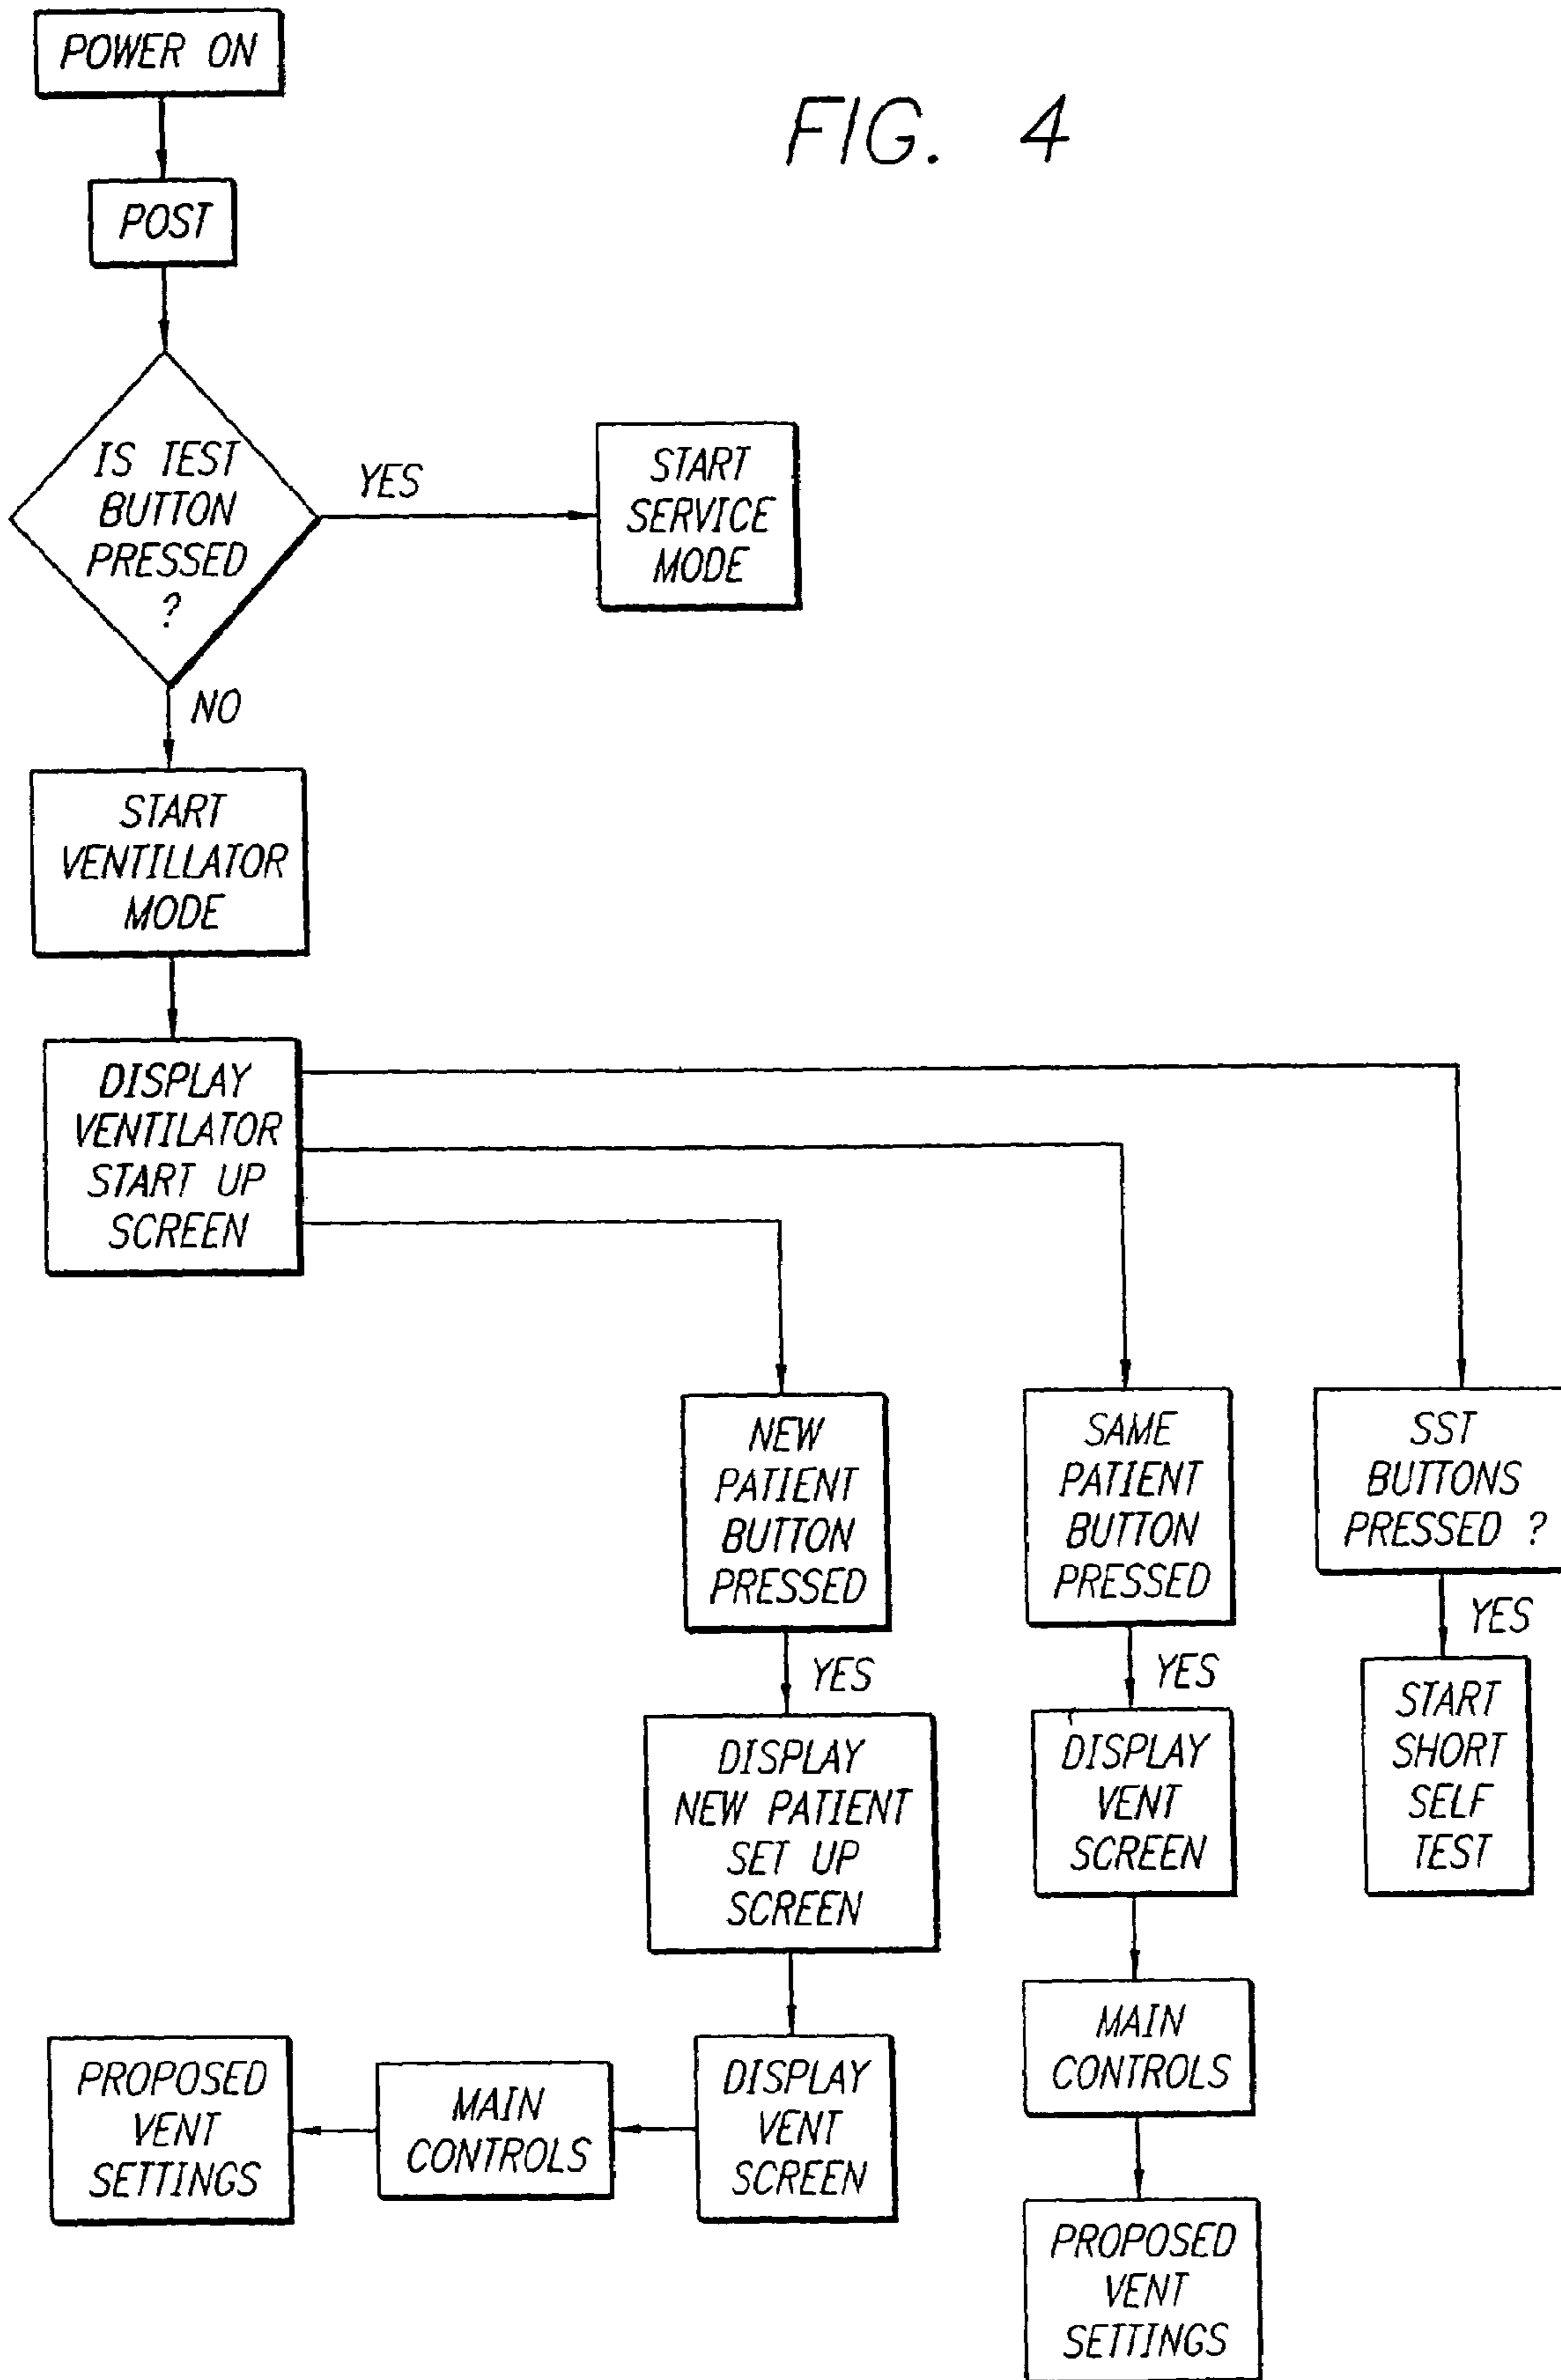 POWER ON
FIG. 4
POST
IS TEST
BUTTON
PRESSED
?
YES
START
SERVICE
MODE
NO
START
VENTILLATOR
MODE
DISPLAY
VENTILATOR
START UP
SCREEN
NEW
PATIENT
BUTTON
PRESSED
YES
DISPLAY
NEW PATIENT
SET UP
SCREEN
DISPLAY
VENT
SCREEN
MAIN
CONTROLS
PROPOSED
VENT
SETTINGS
SAME
PATIENT
BUTTON
PRESSED
YES
DISPLAY
VENT
SCREEN
MAIN
CONTROLS
PROPOSED
VENT
SETTINGS
SST
BUTTONS
PRESSED ?
YES
START
SHORT
SELF
TEST